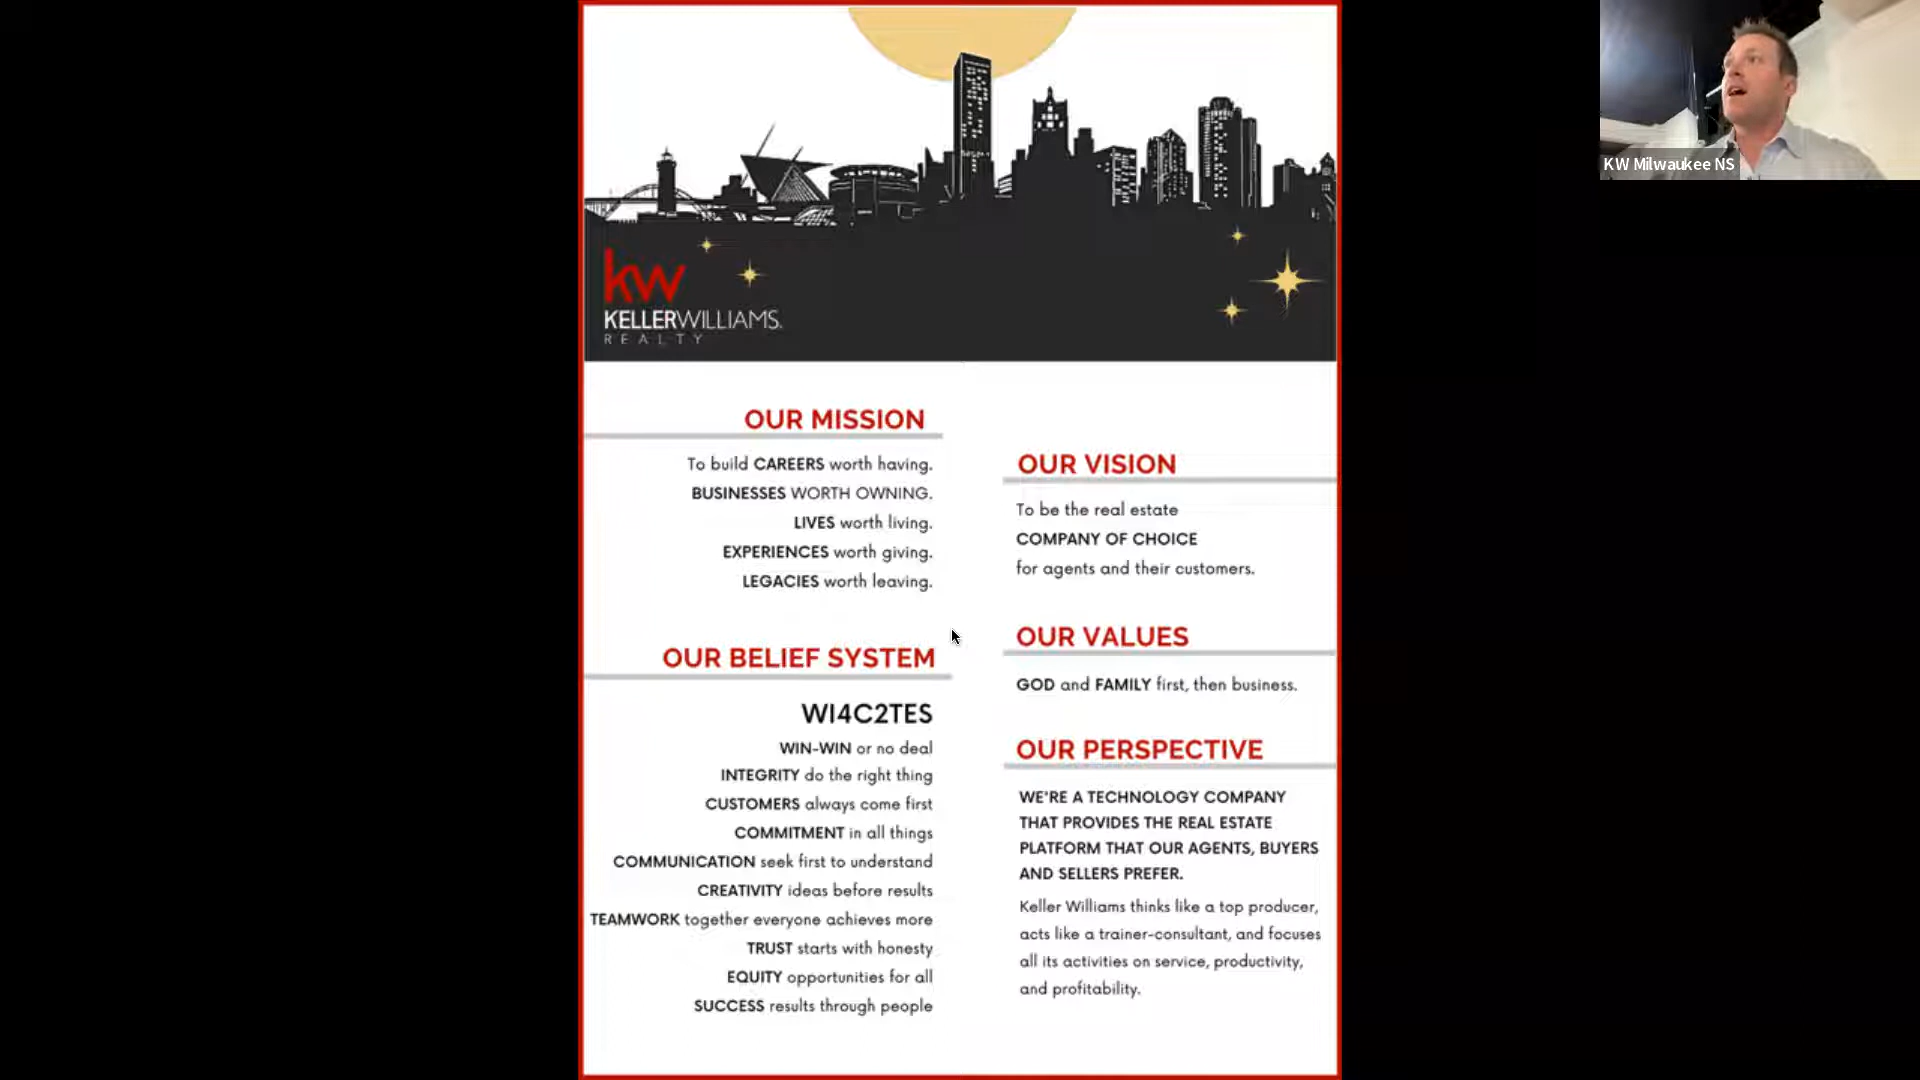 KW Milwaukee NS
kw
KELLERWILLIAMS.
REALTY
OUR MISSION
To build CAREERS worth having.
BUSINESSES WORTH OWNING.
LIVES worth living.
EXPERIENCES worth giving.
LEGACIES worth leaving.
OUR BELIEF SYSTEM
WI4C2TES
WIN-WIN or no deal
INTEGRITY do the right thing
CUSTOMERS always come first
COMMITMENT in all things
COMMUNICATION seek first to understand
CREATIVITY ideas before results
TEAMWORK together everyone achieves more
TRUST starts with honesty
EQUITY opportunities for all
SUCCESS results through people
OUR VISION
To be the real estate
COMPANY OF CHOICE
for agents and their customers.
OUR VALUES
GOD and FAMILY first, then business.
OUR PERSPECTIVE
WE'RE A TECHNOLOGY COMPANY
THAT PROVIDES THE REAL ESTATE
PLATFORM THAT OUR AGENTS, BUYERS
AND SELLERS PREFER.
Keller Williams thinks like a top producer,
acts like a trainer-consultant, and focuses
all its activities on service, productivity,
and profitability.